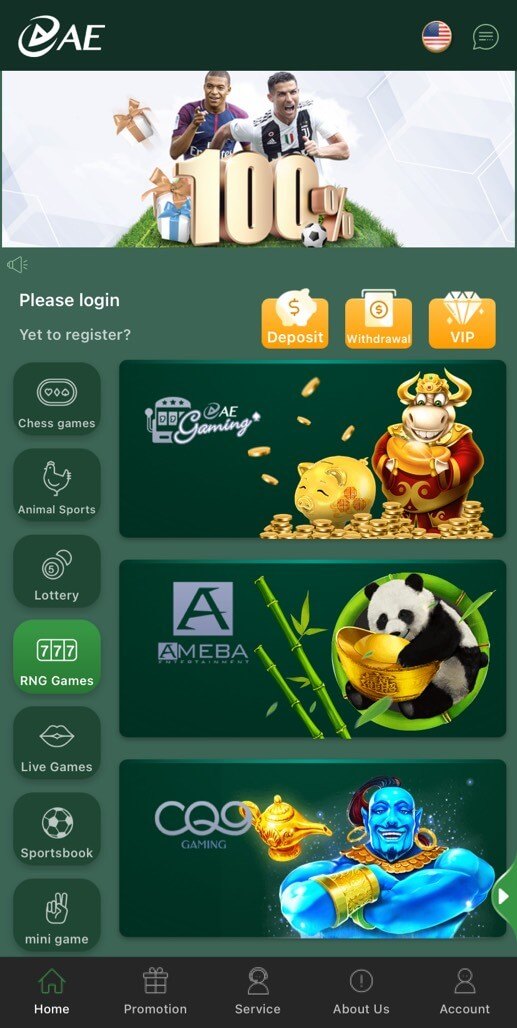 AE
100%
Please login
Yet to register?
$
Deposit
$
Withdrawal
VIP
Chess games
Animal Sports
5
Lottery
777
RNG Games
Live Games
Sportsbook
mini game
AE
Gaming
A
AMEBA
ENTERTAINMENT
CQ9
GAMING
Home
Promotion
Service
About Us
Account